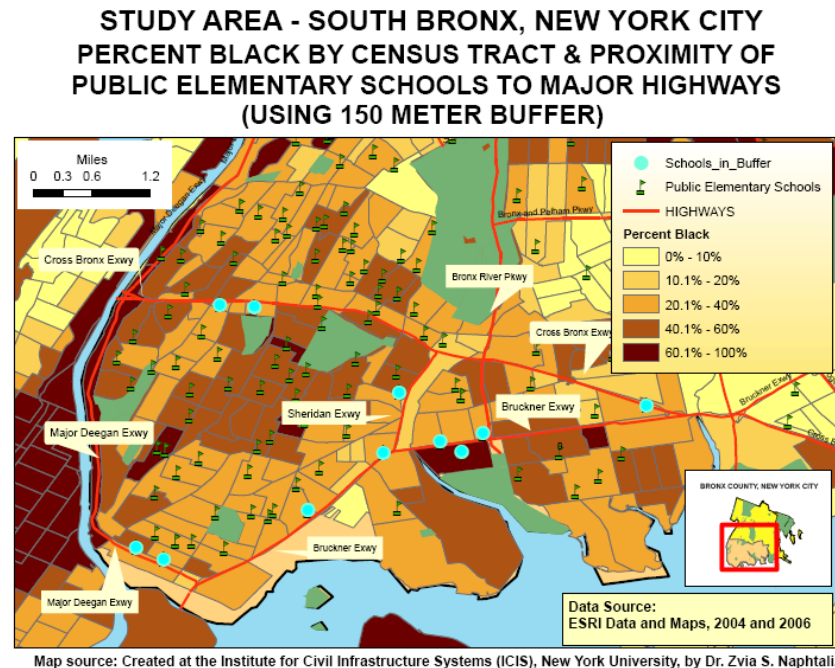 STUDY AREA - SOUTH BRONX, NEW YORK CITY
PERCENT BLACK BY CENSUS TRACT & PROXIMITY OF
PUBLIC ELEMENTARY SCHOOLS TO MAJOR HIGHWAYS
(USING 150 METER BUFFER)
Miles
0 0.3 0.6 1.2
Schools_in_Buffer
Public Elementary Schools
HIGHWAYS
Percent Black
0% - 10%
10.1% - 20%
20.1% - 40%
40.1% - 60%
60.1% - 100%
Major Deegan Expy
Bronx and Pelham Pkwy
Cross Bronx Exwy
Bronx River Pkwy
Cross Bronx Exwy
Bruckner Expy
Sheridan Exwy
Bruckner Exwy
Major Deegan Exwy
Cross B
BRONX COUNTY, NEW YORK CITY
Bruckner Exwy
Major Deegan Exwy
Data Source:
ESRI Data and Maps, 2004 and 2006
Map source: Created at the Institute for Civil Infrastructure Systems (ICIS), New York University, by Dr. Zvia S. Naphtali